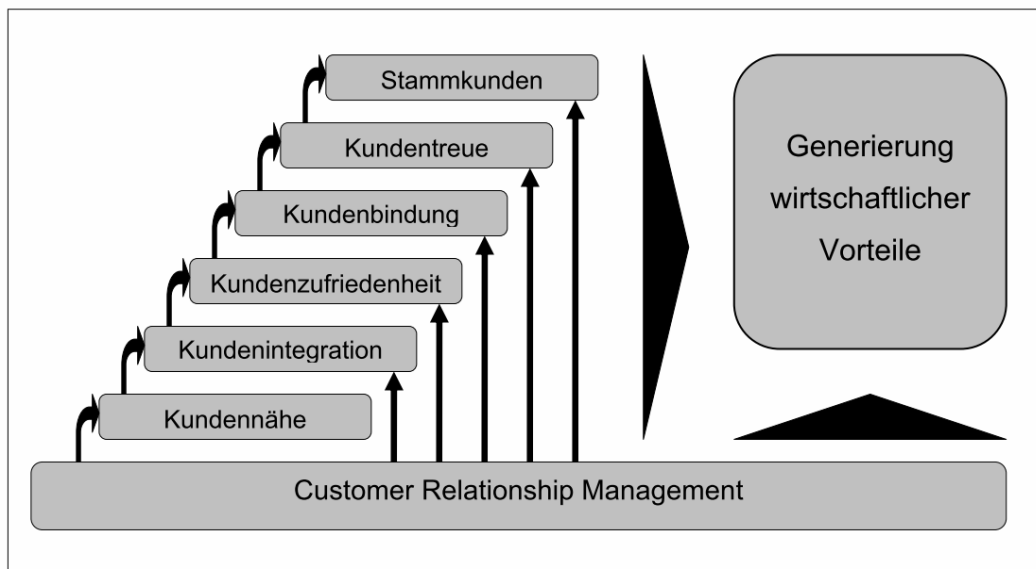 Stammkunden
Kundentreue
Kundenbindung
Kundenzufriedenheit
Kundenintegration
Kundennähe
Customer Relationship Management
Generierung
wirtschaftlicher
Vorteile